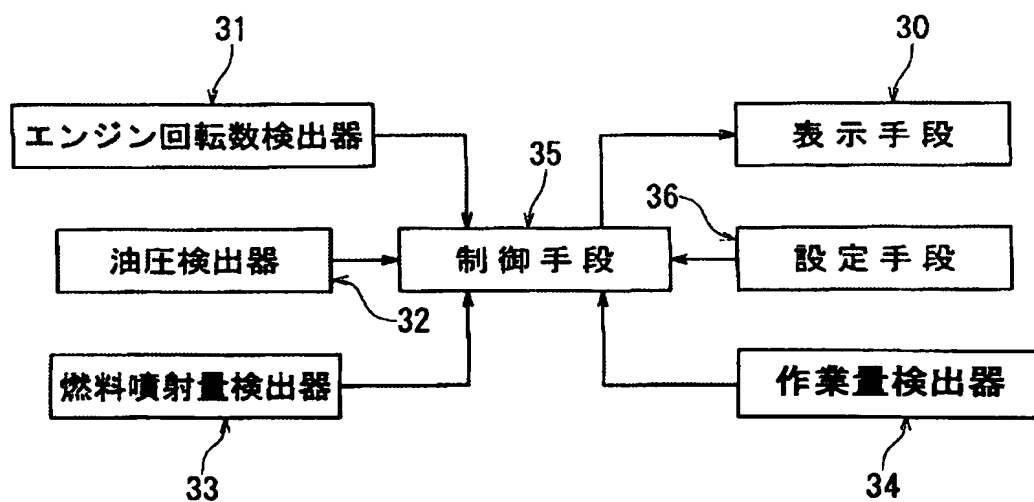 31
エンジン回転数検出器
30
表示手段
35
制御手段
36
設定手段
油圧検出器
32
燃料噴射量検出器
33
作業量検出器
34